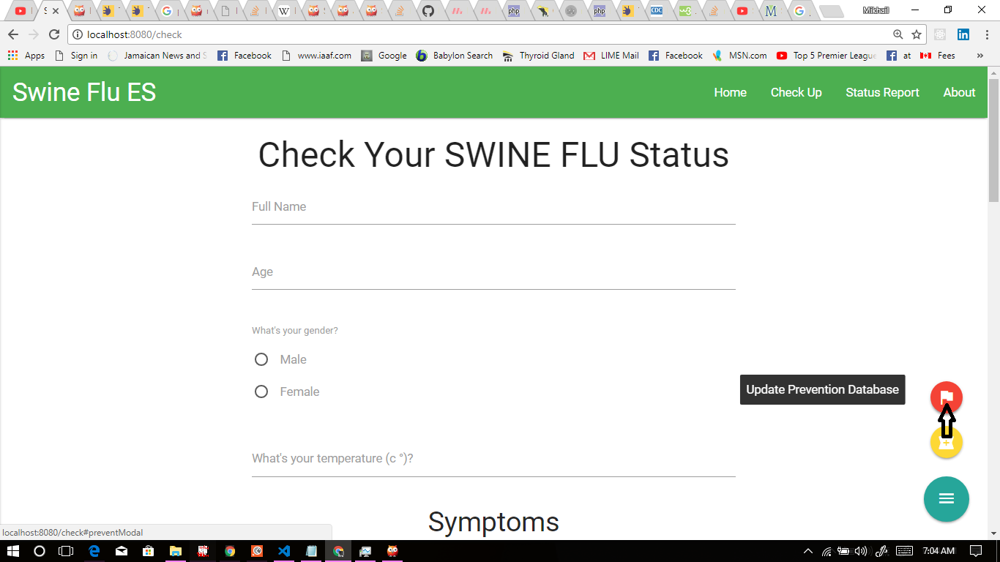 Mikhail
localhost:8080/check
Apps Sign in Jamaican News and S Facebook www.iaaf.com Google Babylon Search Thyroid Gland LIME Mail Facebook MSN.com Top 5 Premier League at Fees »
Swine Flu ES
Home Check Up Status Report About
Check Your SWINE FLU Status
Full Name
Age
What's your gender?
Male
Female
Update Prevention Database
What's your temperature (c °)?
Symptoms
localhost:8080/check#preventModal
7:04 AM